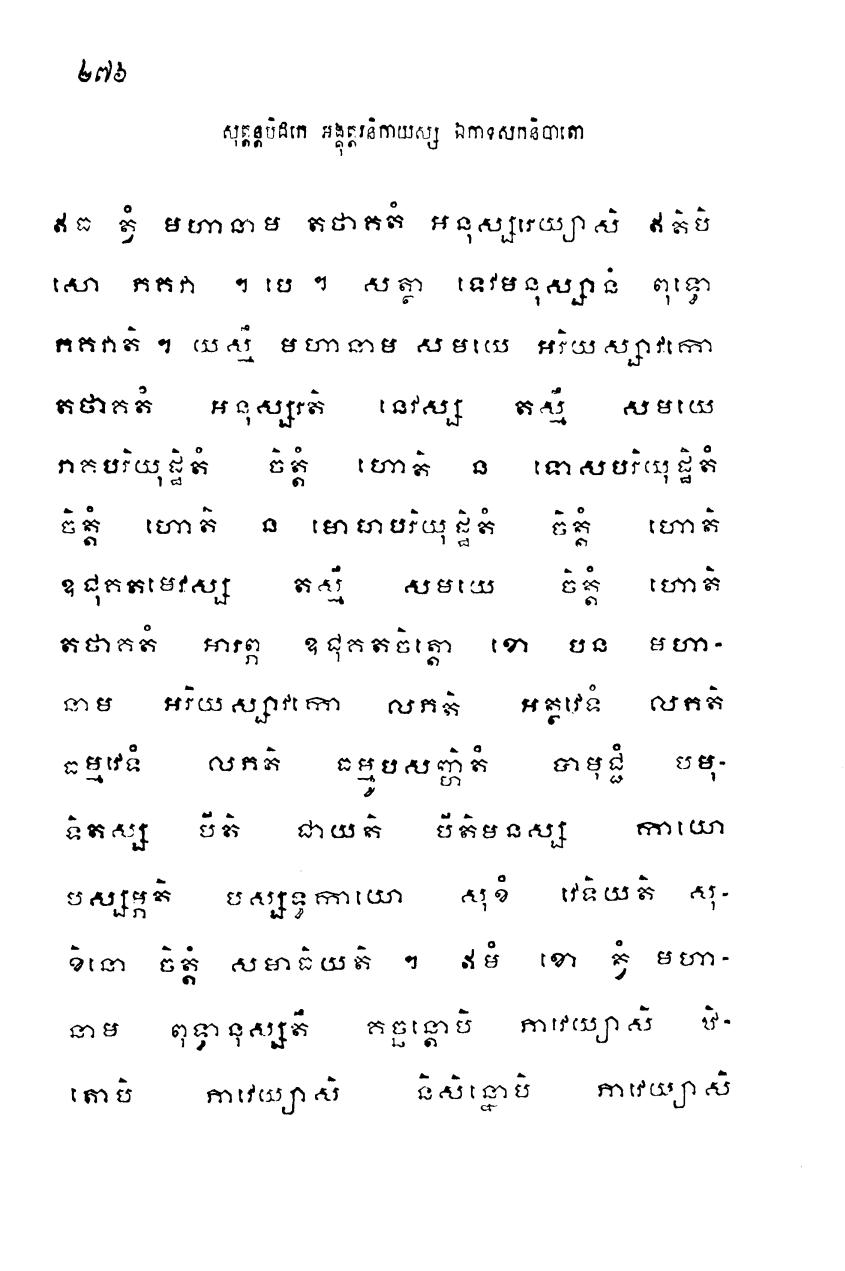 ២៧៦
សុត្តន្តបិដកេ អង្គុត្តរនិកាយស្ស ឯកាទសកនិបាតោ
ឥធ ត្វំ មហានាម តថាគតំ អនុស្សរេយ្យាសិ ឥតិបិ
សោ ភគវា ។ បេ ។ សត្ថា ទេវមនុស្សានំ ពុទ្ធោ
ភគវាតិ ។ យស្មឹ មហានាម សមយេ អរិយស្សាវកោ
តថាគតំ អនុស្សរតិ នេវស្ស តស្មឹ សមយេ
រាគបរិយុដ្ឋិតំ ចិត្តំ ហោតិ ន ទោសបរិយុដ្ឋិតំ
ចិត្តំ ហោតិ ន មោហបរិយុដ្ឋិតំ ចិត្តំ ហោតិ
ឧជុគតមេវស្ស តស្មឹ សមយេ ចិត្តំ ហោតិ
តថាគតំ អារព្ភ ឧជុគតចិត្តោ ខោ បន មហា-
នាម អរិយស្សាវកោ លភតិ អត្ថវេទំ លភតិ
ធម្មវេទំ លភតិ ធម្មូបសញ្ហិតំ បាមុជ្ជំ បមុ-
ទិតស្ស បីតិ ជាយតិ បីតិមនស្ស កាយោ
បស្សម្ភតិ បស្សទ្ធកាយោ សុខំ វេទិយតិ សុ-
ខិនោ ចិត្តំ សមាធិយតិ ។ ឥមំ ខោ ត្វំ មហា-
នាម ពុទ្ធានុស្សតឹ គច្ឆន្តោបិ ភាវេយ្យាសិ ឋិ-
តោបិ ភាវេយ្យាសិ និសិន្នោបិ ភាវេយ្យាសិ